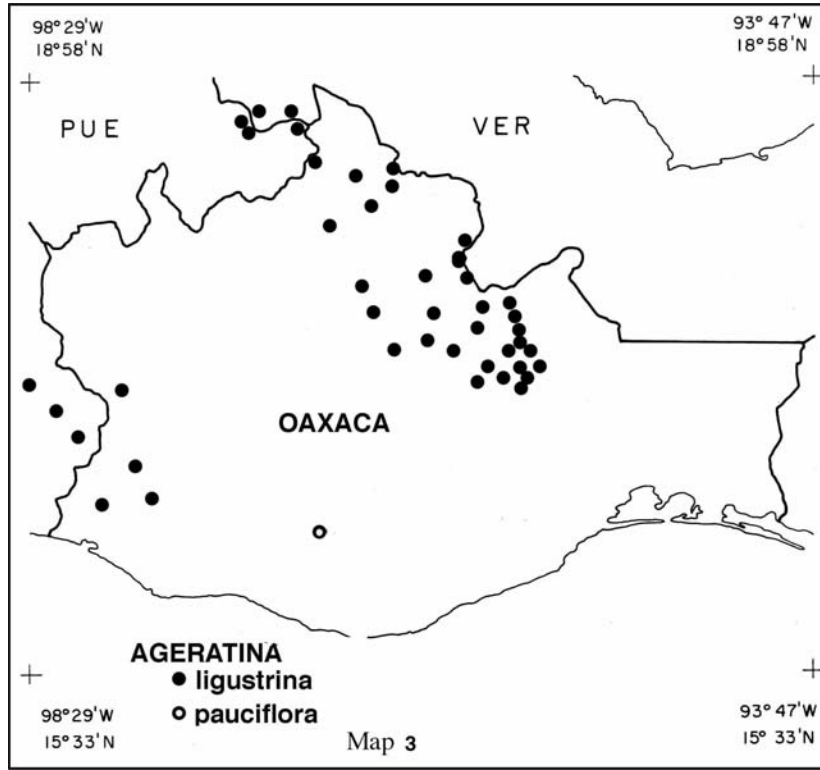 98°29'W
18°58'N
93°47'W
18°58'N
PUE
VER
OAXACA
AGERATINA
ligustrina
pauciflora
98°29'W
15°33'N
Map 3
93°47'W
15°33'N